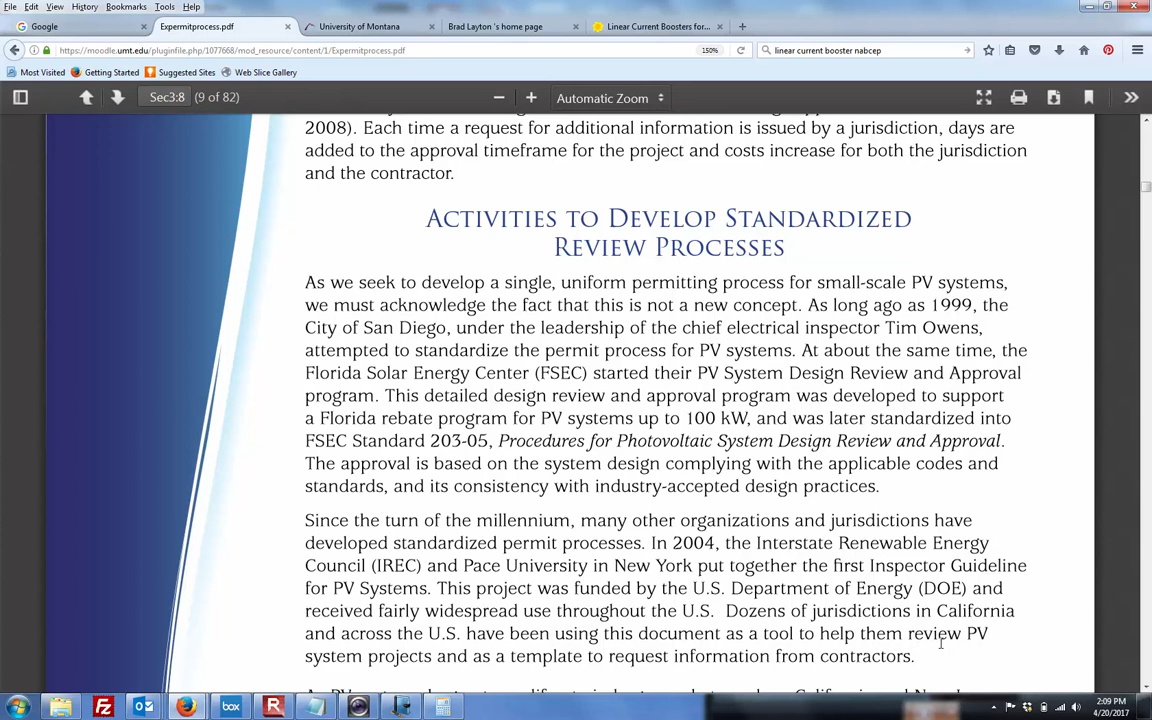 File Edit View History Bookmarks Tools Help
Google
Expermitprocess.pdf
University of Montana
Brad Layton 's home page
Linear Current Boosters for...
https://moodle.umt.edu/pluginfile.php/1077668/mod_resource/content/1/Expermitprocess.pdf
150%
linear current booster nabcep
Most Visited
Getting Started
Suggested Sites
Web Slice Gallery
Sec3:8
(9 of 82)
Automatic Zoom
2008). Each time a request for additional information is issued by a jurisdiction, days are
added to the approval timeframe for the project and costs increase for both the jurisdiction
and the contractor.
Activities to Develop Standardized
Review Processes
As we seek to develop a single, uniform permitting process for small-scale PV systems,
we must acknowledge the fact that this is not a new concept. As long ago as 1999, the
City of San Diego, under the leadership of the chief electrical inspector Tim Owens,
attempted to standardize the permit process for PV systems. At about the same time, the
Florida Solar Energy Center (FSEC) started their PV System Design Review and Approval
program. This detailed design review and approval program was developed to support
a Florida rebate program for PV systems up to 100 kW, and was later standardized into
FSEC Standard 203-05, Procedures for Photovoltaic System Design Review and Approval.
The approval is based on the system design complying with the applicable codes and
standards, and its consistency with industry-accepted design practices.
Since the turn of the millennium, many other organizations and jurisdictions have
developed standardized permit processes. In 2004, the Interstate Renewable Energy
Council (IREC) and Pace University in New York put together the first Inspector Guideline
for PV Systems. This project was funded by the U.S. Department of Energy (DOE) and
received fairly widespread use throughout the U.S. Dozens of jurisdictions in California
and across the U.S. have been using this document as a tool to help them review PV
system projects and as a template to request information from contractors.
box
2:09 PM
4/20/2017